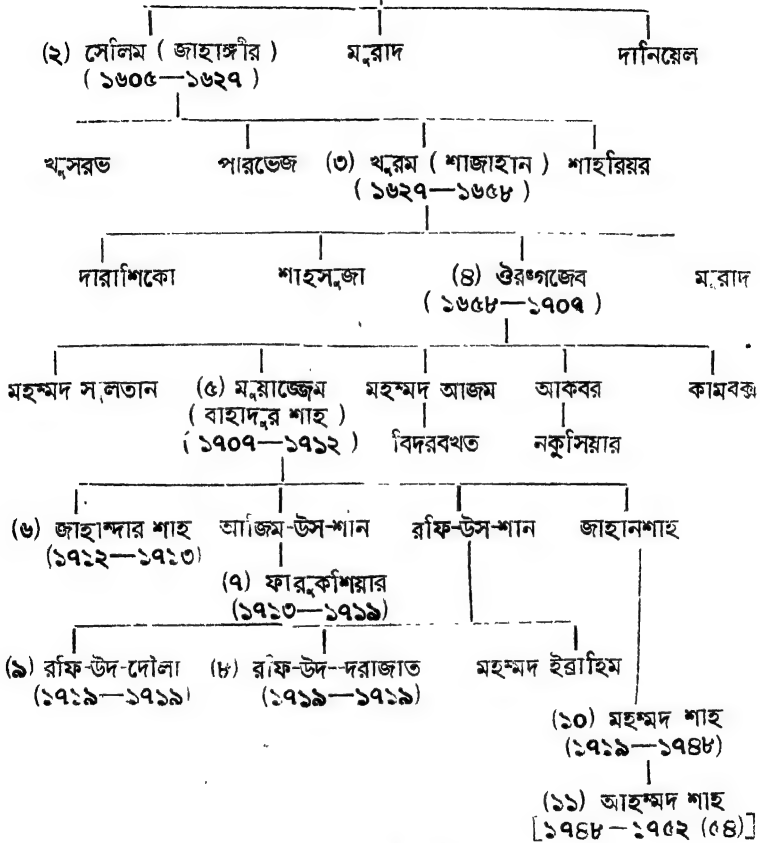 (২) সেলিম ( জাহাঙ্গীর ) মুরাদ দানিয়েল
( ১৬০৫—১৬২৭ )
খুসরভ পারভেজ (৩) খুরম ( শাজাহান ) শাহরিয়র
( ১৬২৭—১৬৫৮ )
দারাশিকো শাহসুজা (৪) ঔরঙ্গজেব মুরাদ
( ১৬৫৮—১৭০৭ )
মহম্মদ সুলতান (৫) মুয়াজ্জেম মহম্মদ আজম আকবর কামবক্স
( বাহাদুর শাহ )
( ১৭০৭—১৭১২ ) বিদরবখত নকুসিয়ার
(৬) জাহান্দার শাহ আজিম-উস-শান রফি-উস-শান জাহানশাহ
(১৭১২—১৭১৩)
(৭) ফারুকশিয়ার
(১৭১৩—১৭১৯)
(৯) রফি-উদ-দৌলা (৮) রফি-উদ--দরাজাত মহম্মদ ইব্রাহিম
(১৭১৯—১৭১৯) (১৭১৯—১৭১৯)
(১০) মহম্মদ শাহ
(১৭১৯—১৭৪৮)
(১১) আহম্মদ শাহ
[১৭৪৮—১৭৫২ (৫৪)]